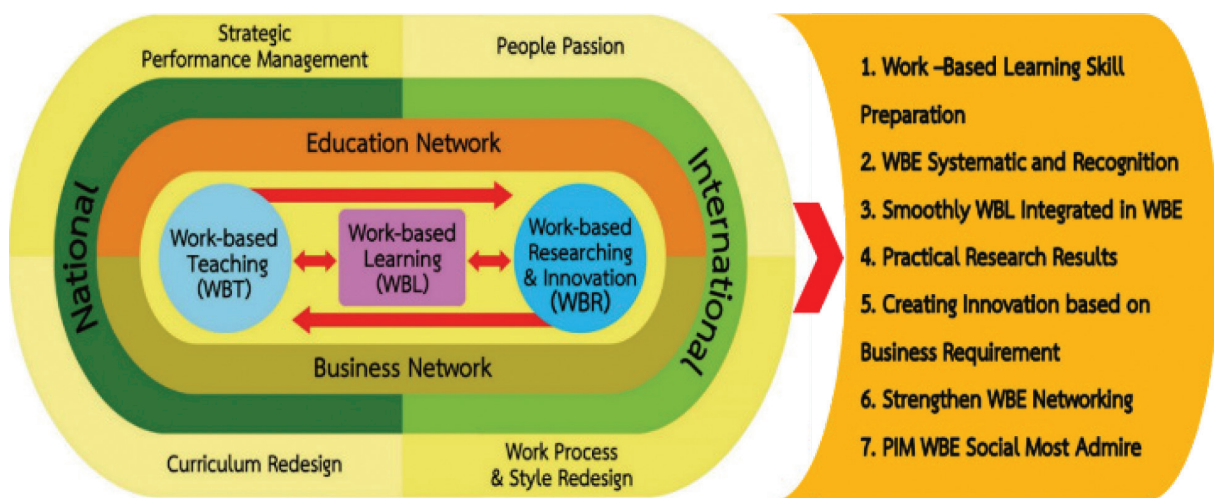 Strategic
Performance Management
People Passion
Education Network
National
International
Work-based
Teaching
(WBT)
Work-based
Learning
(WBL)
Work-based
Researching
& Innovation
(WBR)
Business Network
Curriculum Redesign
Work Process
& Style Redesign
1. Work –Based Learning Skill
Preparation
2. WBE Systematic and Recognition
3. Smoothly WBL Integrated in WBE
4. Practical Research Results
5. Creating Innovation based on
Business Requirement
6. Strengthen WBE Networking
7. PIM WBE Social Most Admire